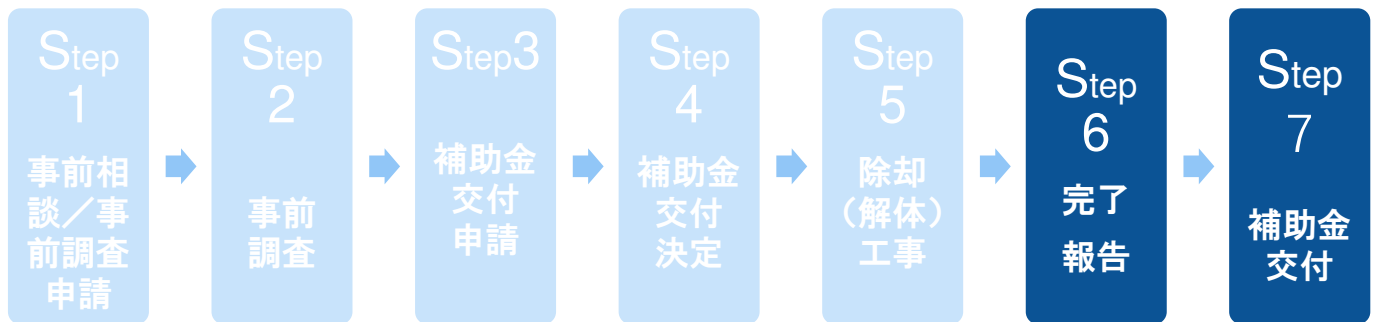 Step
1
事前相
談／事
前調査
申請
Step
2
事前
調査
Step3
補助金
交付
申請
Step
4
補助金
交付
決定
Step
5
除却
（解体）
工事
Step
6
完了
報告
Step
7
補助金
交付